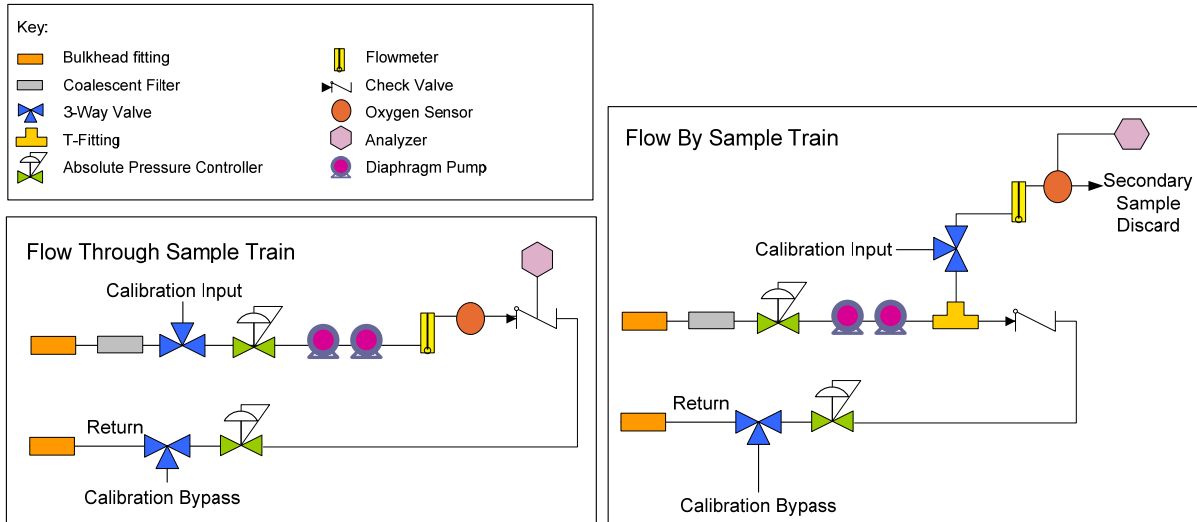 Key:
Bulkhead fitting
Coalescent Filter
3-Way Valve
T-Fitting
Absolute Pressure Controller
Flowmeter
Check Valve
Oxygen Sensor
Analyzer
Diaphragm Pump
Flow Through Sample Train
Calibration Input
Return
Calibration Bypass
Flow By Sample Train
Secondary
Sample
Discard
Calibration Input
Return
Calibration Bypass